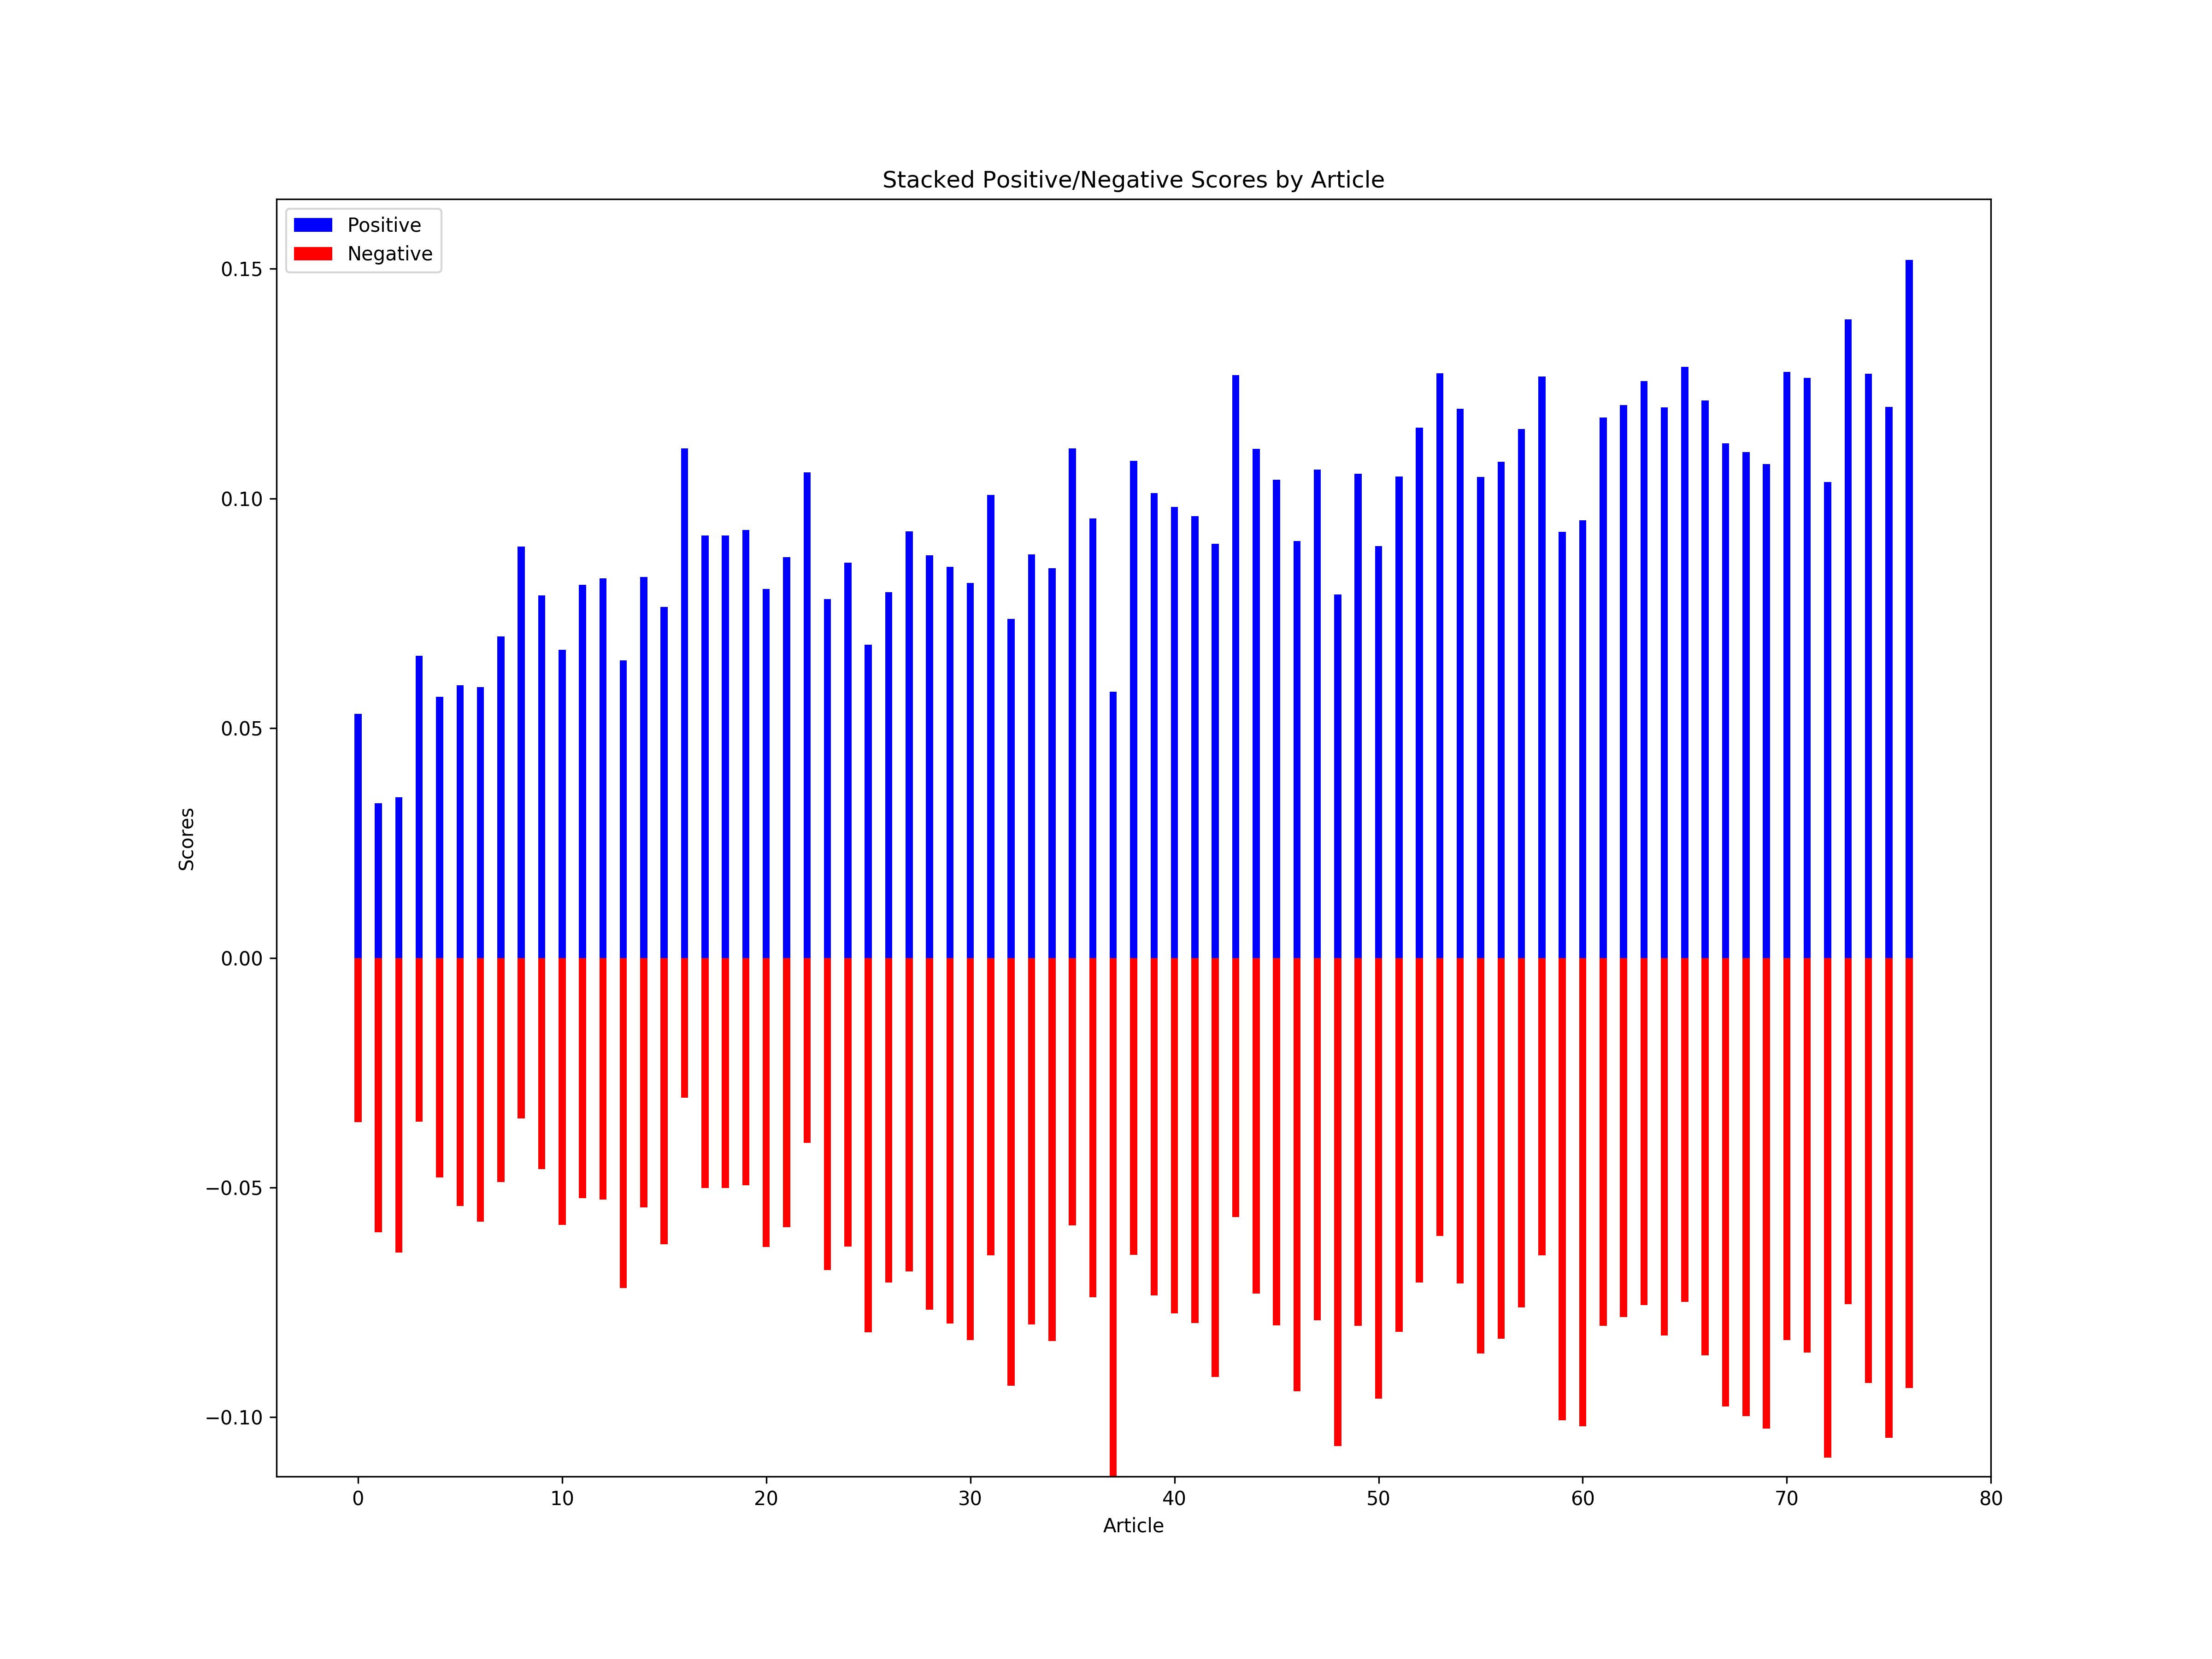 Stacked Positive/Negative Scores by Article
Positive
Negative
0.15
0.10
0.05
0.00
−0.05
−0.10
Scores
0 10 20 30 40 50 60 70 80
Article